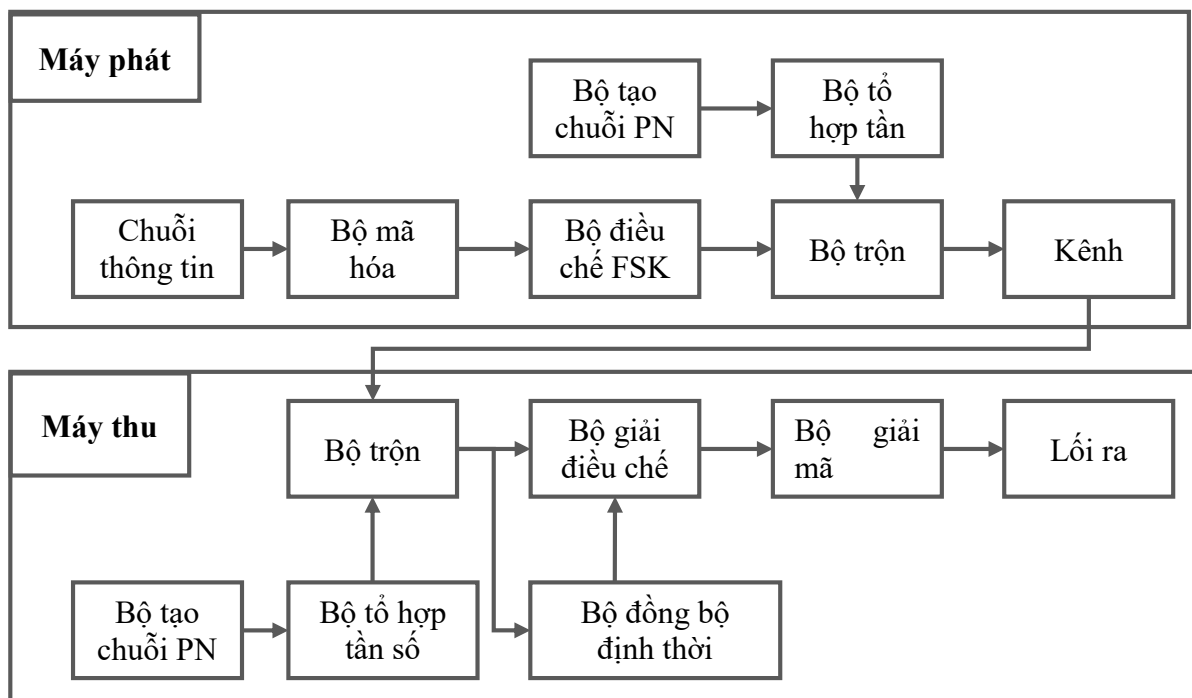 Máy phát
Bộ tạo
chuỗi PN
Bộ tổ
hợp tần
Chuỗi
thông tin
Bộ mã
hóa
Bộ điều
chế FSK
Bộ trộn
Kênh
Máy thu
Bộ trộn
Bộ giải
điều chế
Bộ giải
mã
Lối ra
Bộ tạo
chuỗi PN
Bộ tổ hợp
tần số
Bộ đồng bộ
định thời